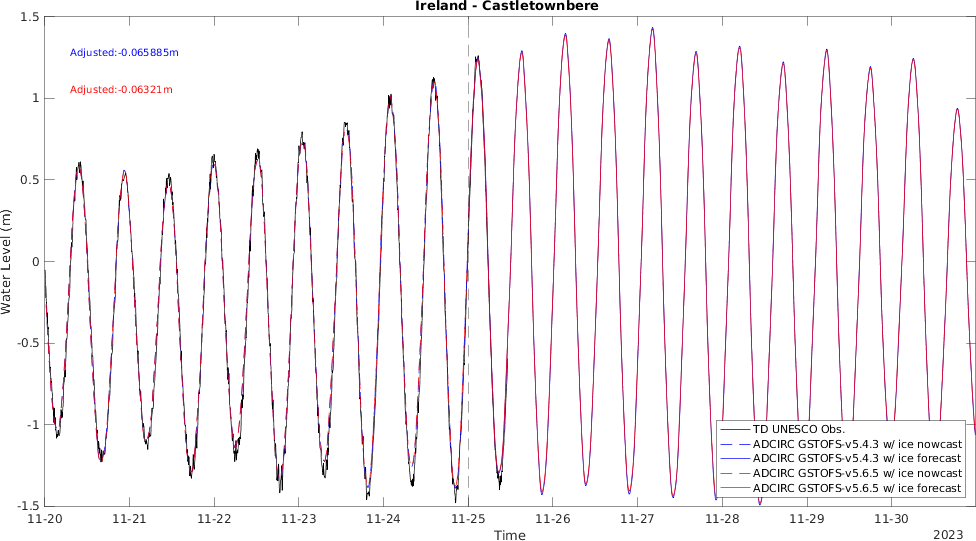 Ireland - Castletownbere
Adjusted:-0.065885m
Adjusted:-0.06321m
Water Level (m)
1.5
1
0.5
0
-0.5
-1
-1.5
TD UNESCO Obs.
ADCIRC GSTOFS-v5.4.3 w/ ice nowcast
ADCIRC GSTOFS-v5.4.3 w/ ice forecast
ADCIRC GSTOFS-v5.6.5 w/ ice nowcast
ADCIRC GSTOFS-v5.6.5 w/ ice forecast
11-20 11-21 11-22 11-23 11-24 11-25 11-26 11-27 11-28 11-29 11-30
Time
2023